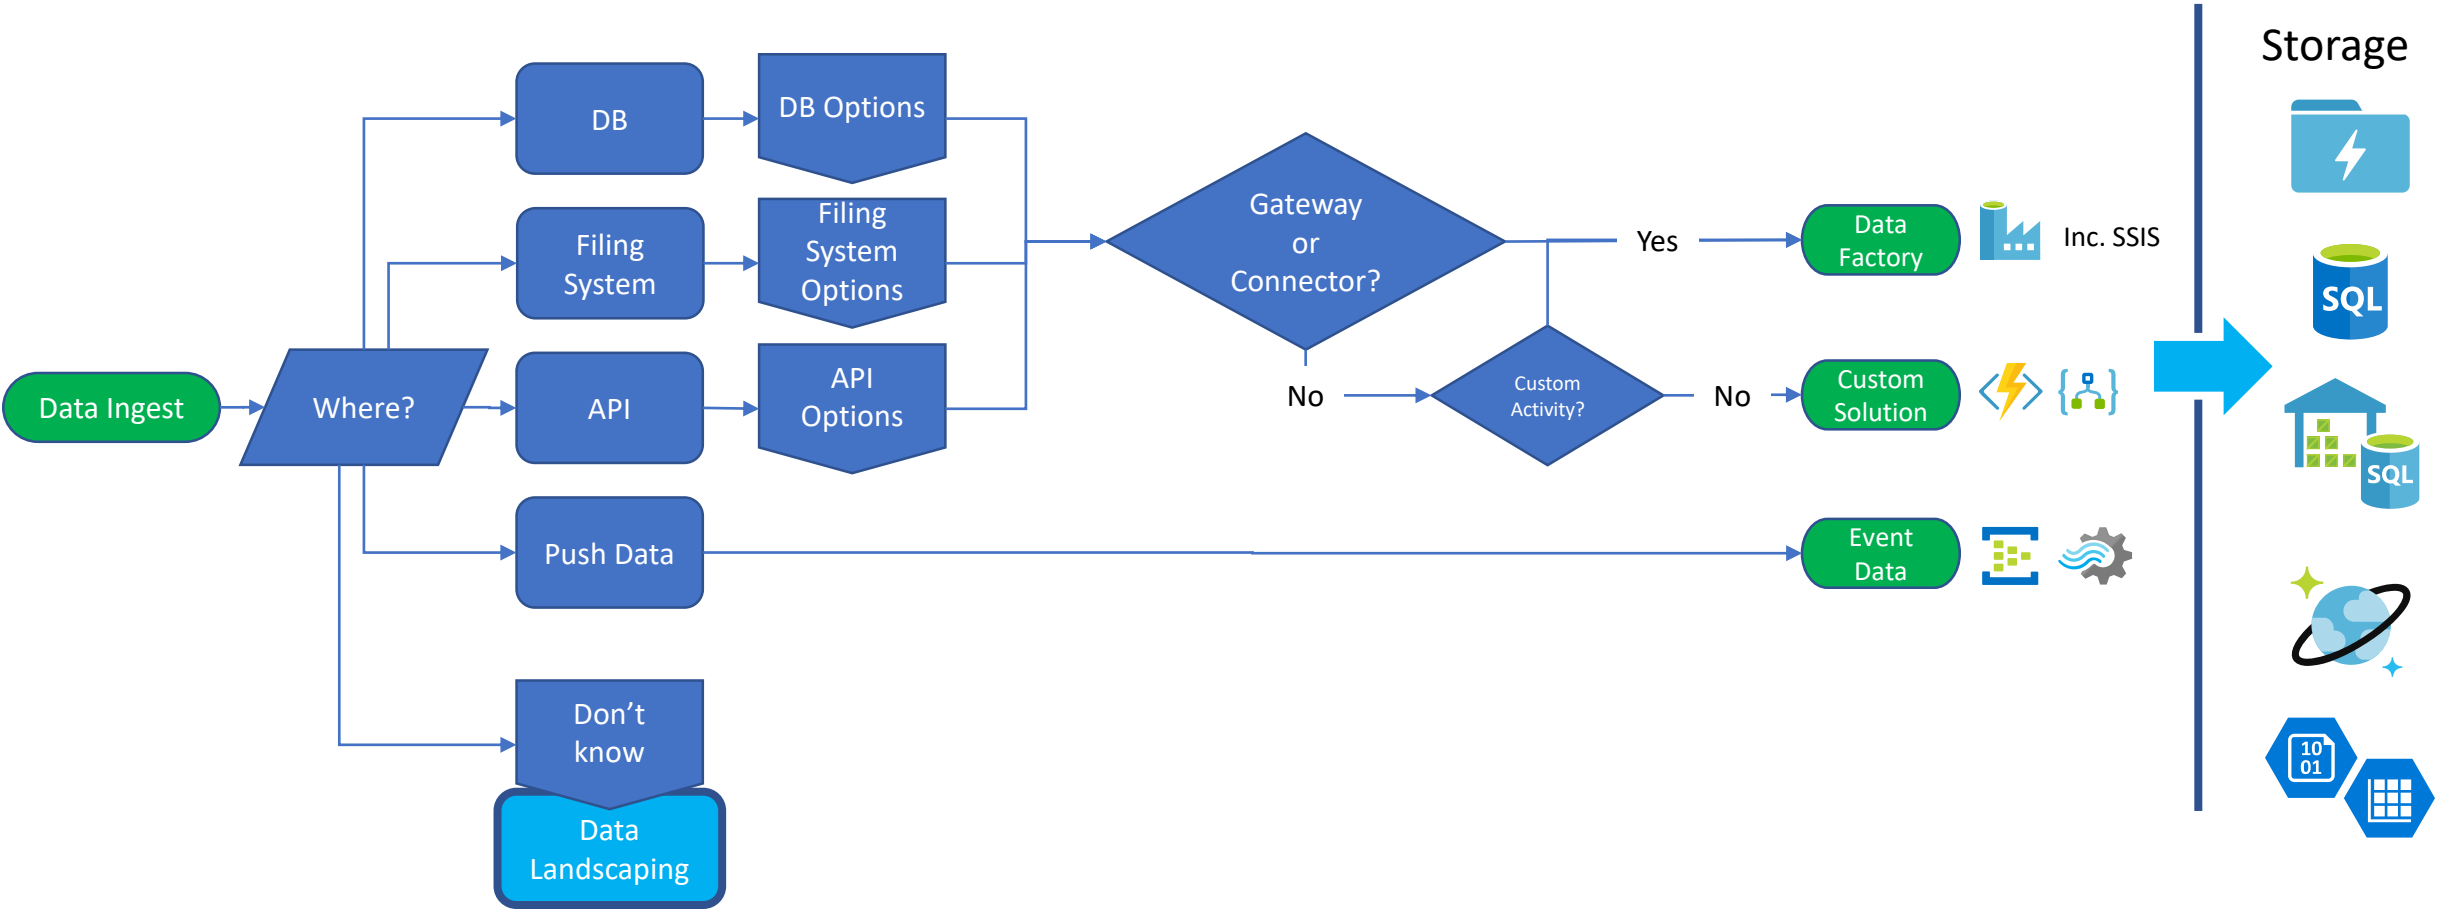 Storage
DB
DB Options
Filing
System
Filing
System
Options
Gateway
or
Connector?
Yes
Data
Factory
Inc. SSIS
SQL
Data Ingest
Where?
API
API
Options
No
Custom
Activity?
No
Custom
Solution
SQL
Push Data
Event
Data
Don’t
know
10
01
Data
Landscaping